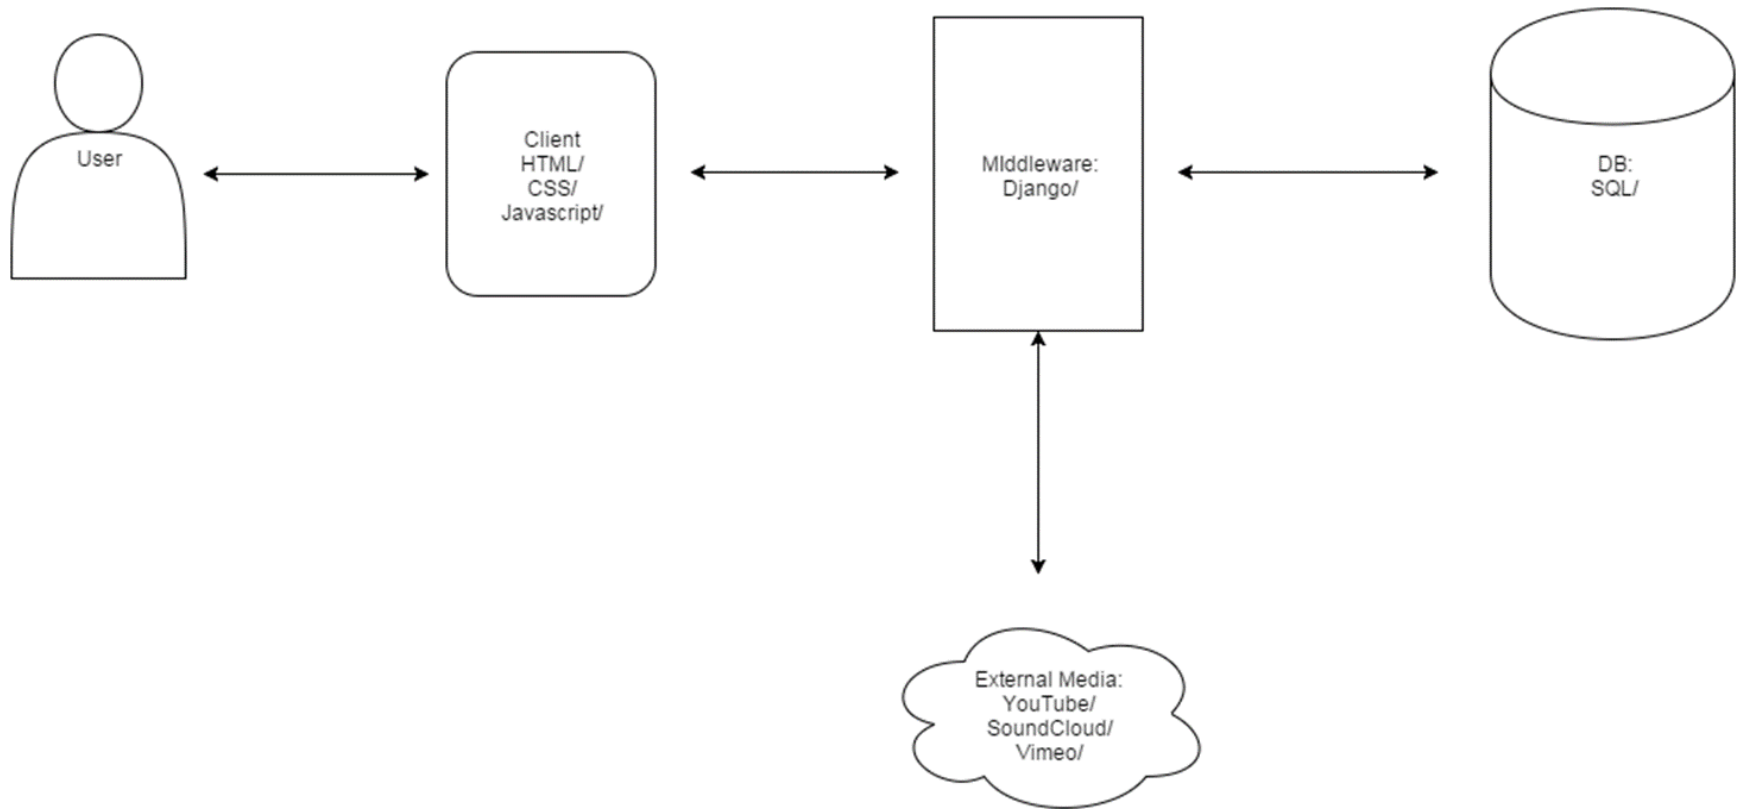 User
Client
HTML/
CSS/
Javascript/
MIddleware:
Django/
DB:
SQL/
External Media:
YouTube/
SoundCloud/
Vimeo/